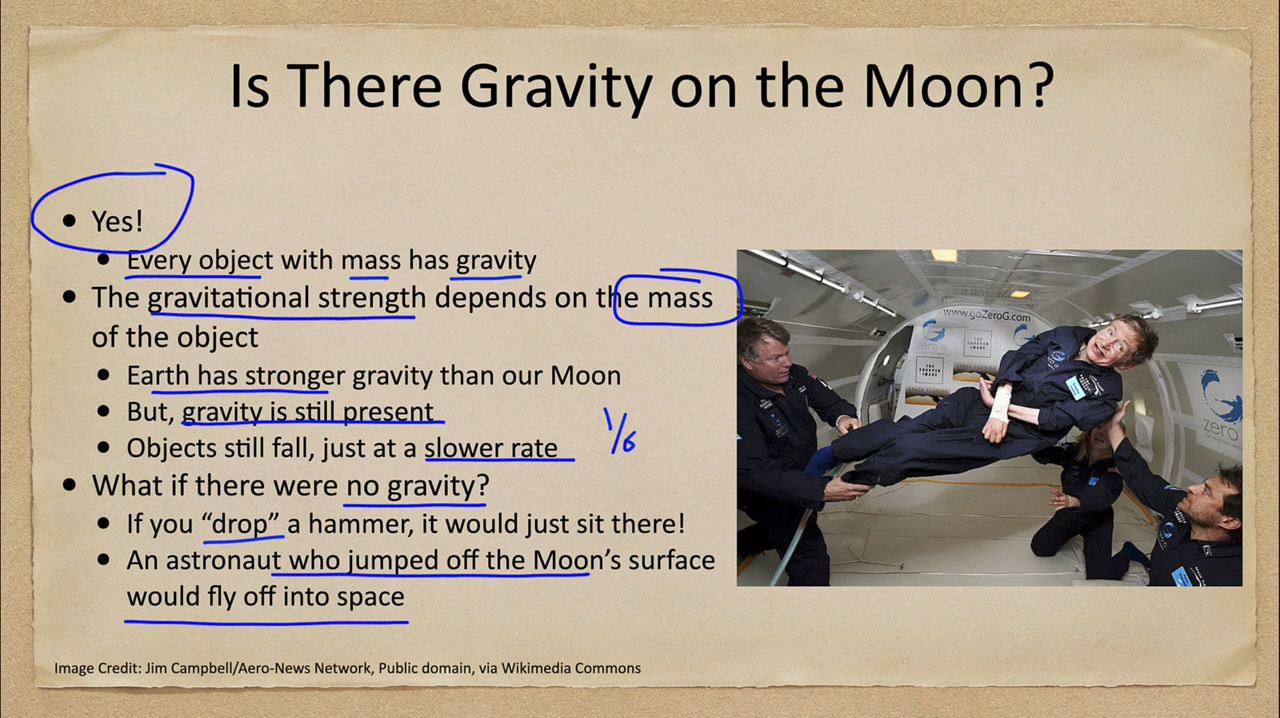 Is There Gravity on the Moon?
• Yes!
• Every object with mass has gravity
• The gravitational strength depends on the mass
of the object
• Earth has stronger gravity than our Moon
• But, gravity is still present
• Objects still fall, just at a slower rate
1/6
• What if there were no gravity?
• If you “drop” a hammer, it would just sit there!
• An astronaut who jumped off the Moon’s surface
would fly off into space
www.goZeroG.com
THE
SHARPER
IMAGE
zero
Image Credit: Jim Campbell/Aero-News Network, Public domain, via Wikimedia Commons